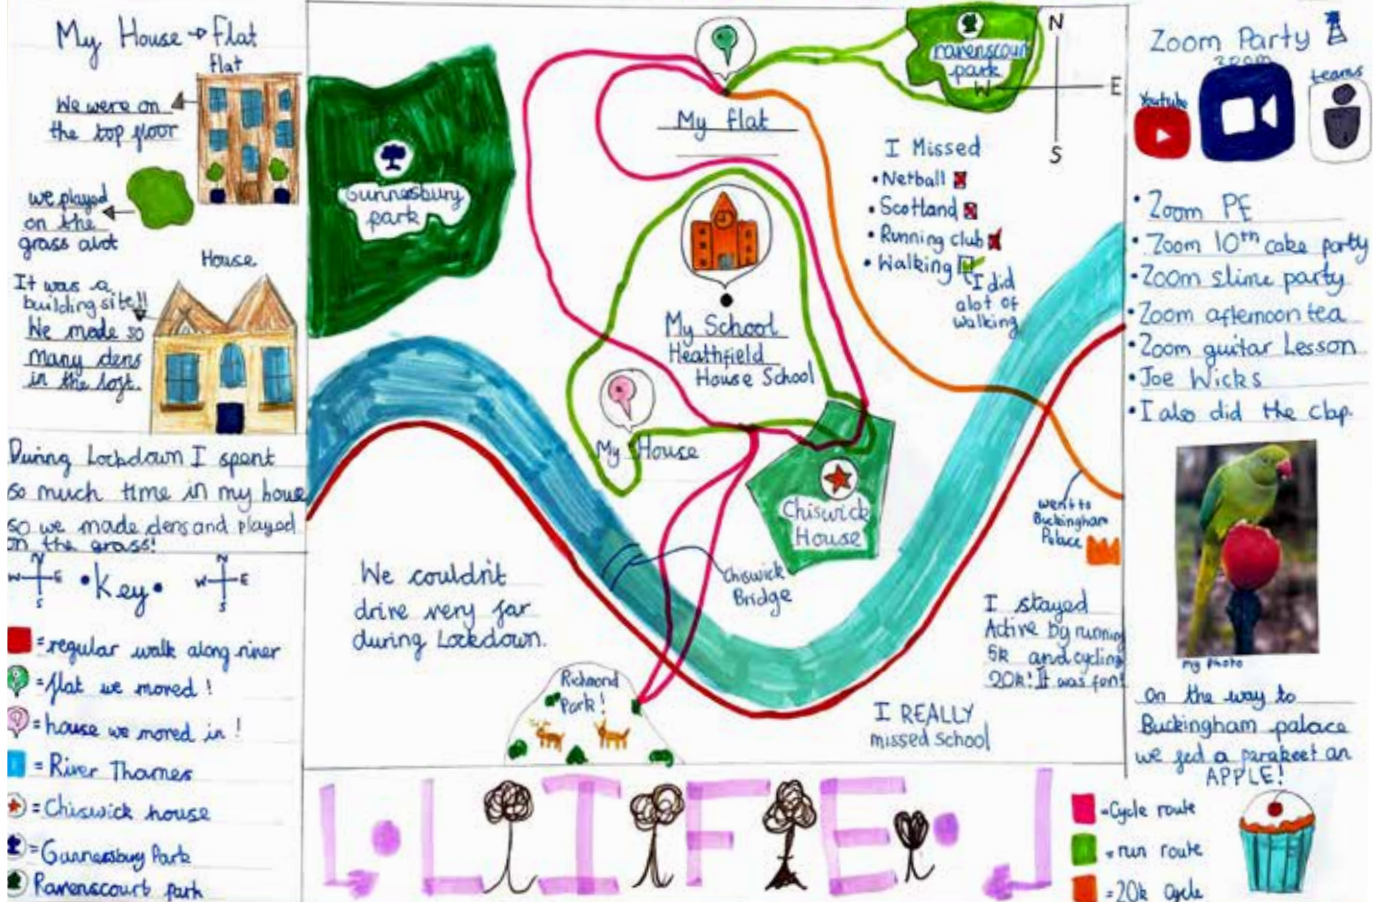 My House → Flat
Flat
We were on
the top floor
we played
on the
grass alot
House
It was a
building site!!
We made so
many dens
in the loft.
During Lockdown I spent
so much time in my house
so we made dens and played
on the grass!
N
W E
S
• Key •
N
W E
S
= regular walk along river
= flat we moved!
= house we moved in!
= River Thames
= Chiswick house
= Gunnesbury Park
Ravenscourt park
Gunnesbury
park
My flat
Ravenscourt
park
N
W E
S
I Missed
• Netball
• Scotland
• Running club
• Walking
I did
alot of
walking
My School
Heathfield
House School
My House
Chiswick
House
Chiswick
Bridge
went to
Buckingham
Palace
We couldn't
drive very far
during Lockdown.
Richmond
Park!
I stayed
Active by running
5k and cycling
20k! It was fun!
I REALLY
missed school
L.LIFE.J
Zoom Party
zoom
Youtube
teams
• Zoom PE
• Zoom 10th cake party
• Zoom slime party
• Zoom afternoon tea
• Zoom guitar Lesson
• Joe Wicks
• I also did the clap.
my photo
on the way to
Buckingham palace
we fed a parakeet an
APPLE!
= Cycle route
= run route
= 20k cycle